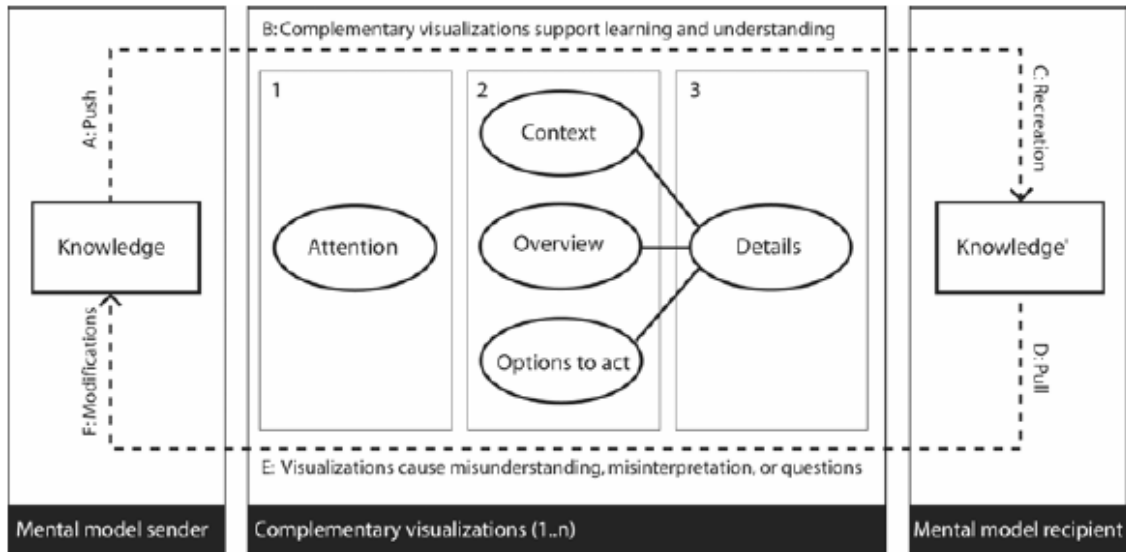 B: Complementary visualizations support learning and understanding
A: Push
C: Recreation
1
2
3
Context
Knowledge
Attention
Overview
Details
Knowledge'
Options to act
F: Modifications
D: Pull
E: Visualizations cause misunderstanding, misinterpretation, or questions
Mental model sender
Complementary visualizations (1..n)
Mental model recipient